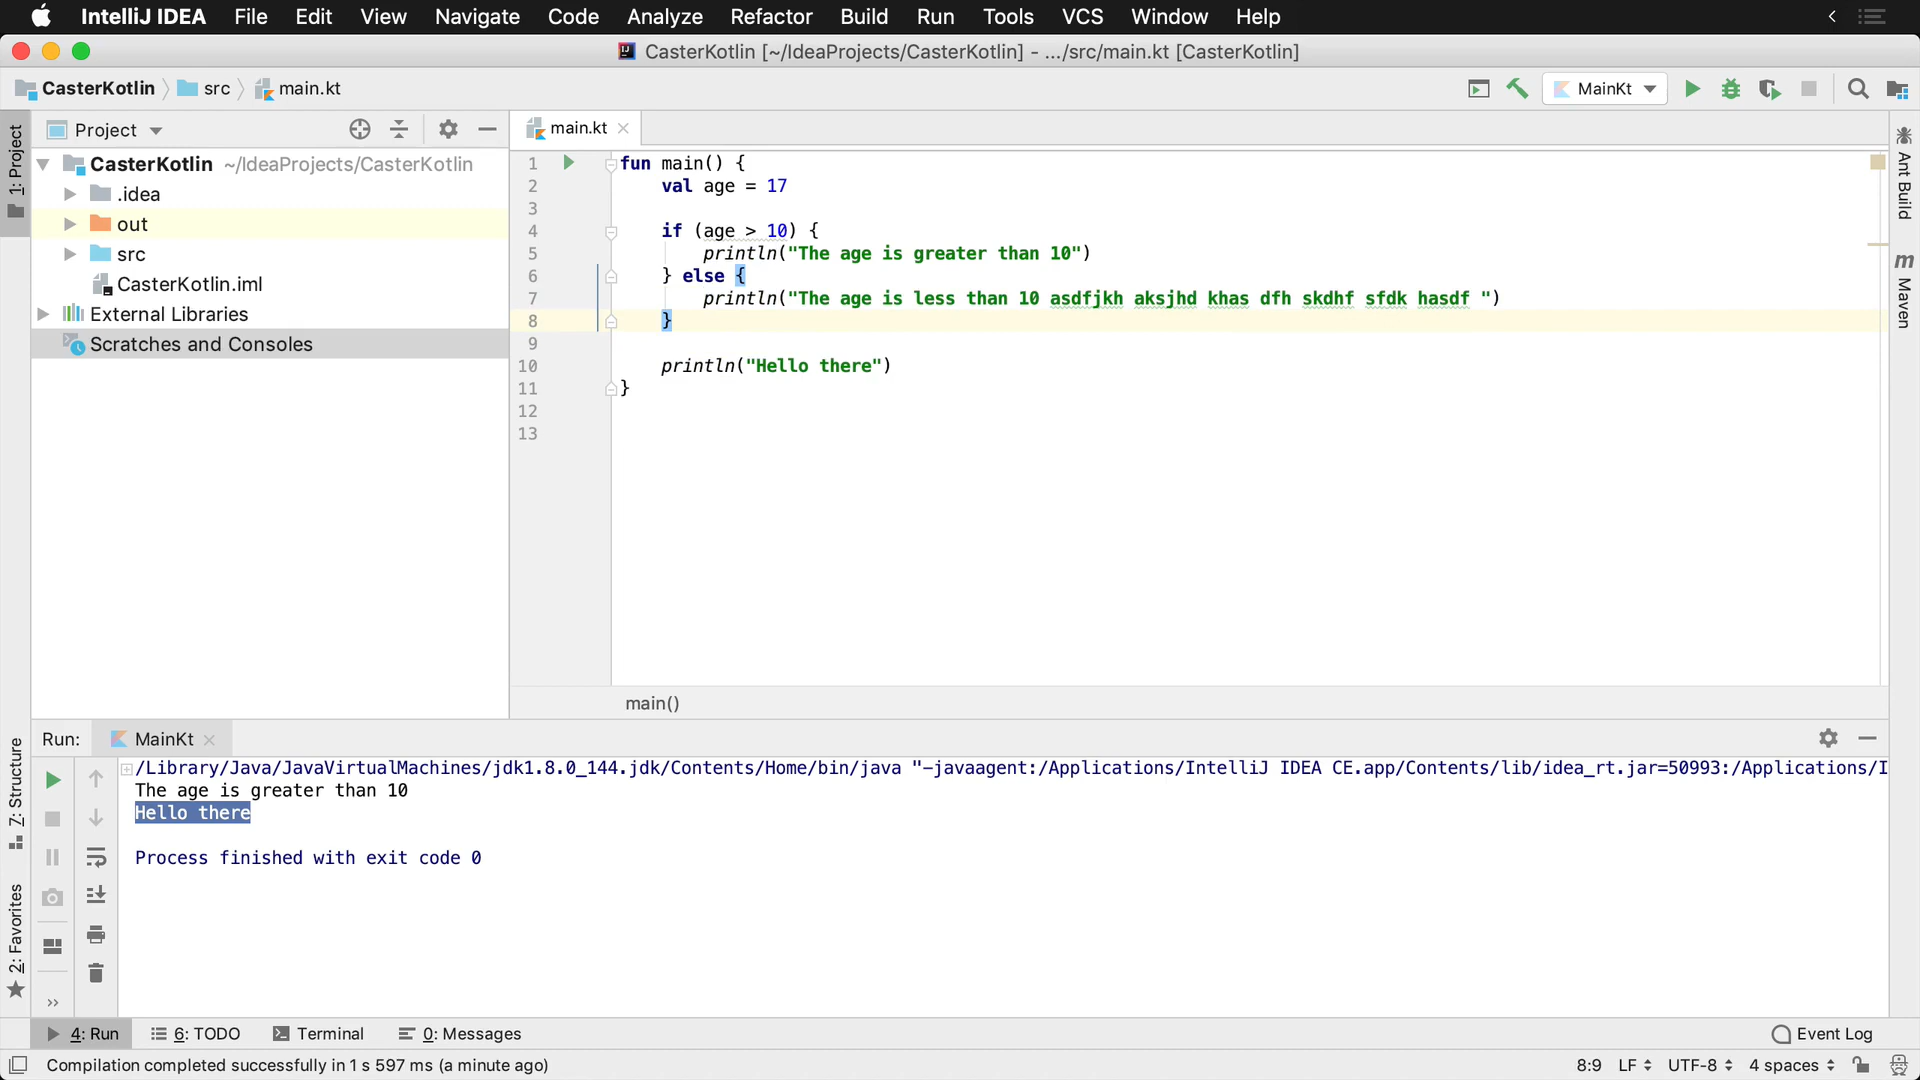 IntelliJ IDEA File Edit View Navigate Code Analyze Refactor Build Run Tools VCS Window Help
CasterKotlin [~/IdeaProjects/CasterKotlin] - .../src/main.kt [CasterKotlin]
CasterKotlin src main.kt MainKt
1: Project
Project
CasterKotlin ~/IdeaProjects/CasterKotlin
.idea
out
src
CasterKotlin.iml
External Libraries
Scratches and Consoles
main.kt
1 fun main() {
2 val age = 17
3
4 if (age > 10) {
5 println("The age is greater than 10")
6 } else {
7 println("The age is less than 10 asdfjkh aksjhd khas dfh skdhf sfdk hasdf ")
8 }
9
10 println("Hello there")
11 }
12
13
main()
Ant Build
m Maven
Run: MainKt
/Library/Java/JavaVirtualMachines/jdk1.8.0_144.jdk/Contents/Home/bin/java "-javaagent:/Applications/IntelliJ IDEA CE.app/Contents/lib/idea_rt.jar=50993:/Applications/I
The age is greater than 10
Hello there
Process finished with exit code 0
Z: Structure
2: Favorites
4: Run 6: TODO Terminal 0: Messages Event Log
Compilation completed successfully in 1 s 597 ms (a minute ago) 8:9 LF UTF-8 4 spaces